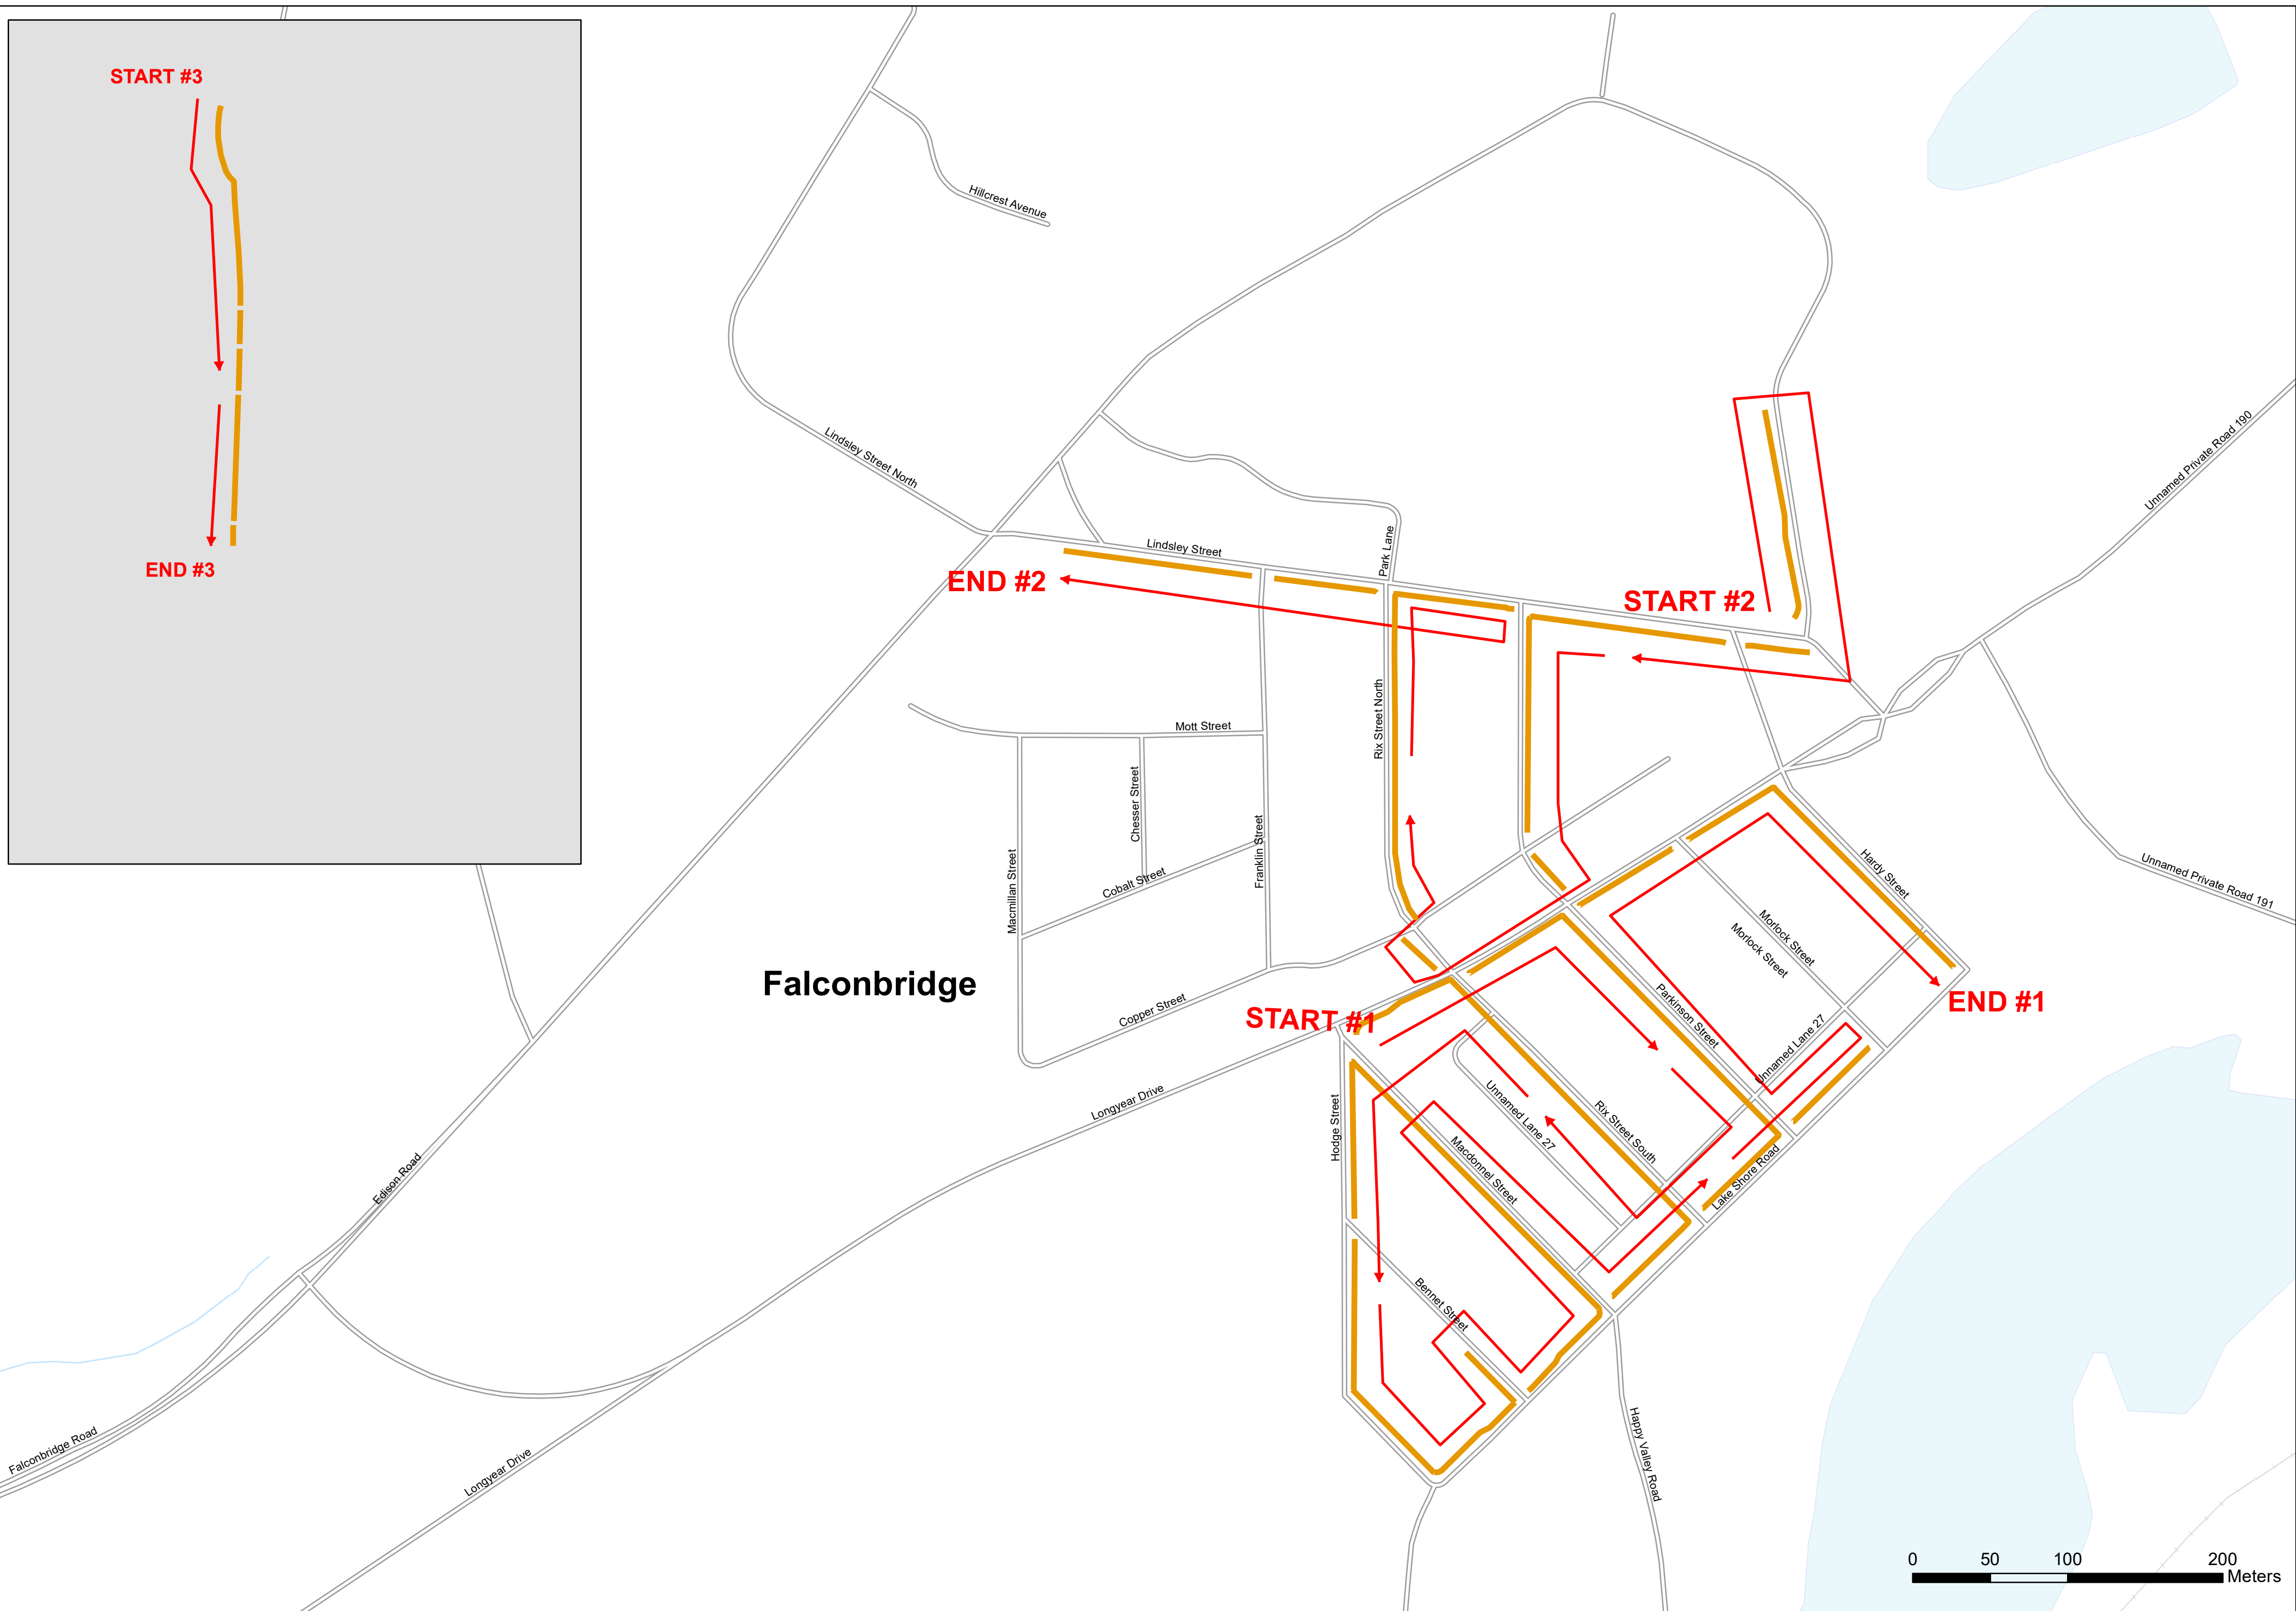 START #3
END #3
Hillcrest Avenue
Lindsley Street North
Unnamed Private Road 190
Lindsley Street
Park Lane
END #2
START #2
Rix Street North
Mott Street
Chesser Street
Macmillan Street
Franklin Street
Cobalt Street
Hardy Street
Unnamed Private Road 191
Morlock Street
Morlock Street
Falconbridge
Copper Street
START #1
Parkinson Street
END #1
Unnamed Lane 27
Longyear Drive
Hodge Street
Unnamed Lane 27
Rix Street South
Macdonnel Street
Lake Shore Road
Edison Road
Bennet Street
Happy Valley Road
Falconbridge Road
Longyear Drive
0 50 100 200
Meters